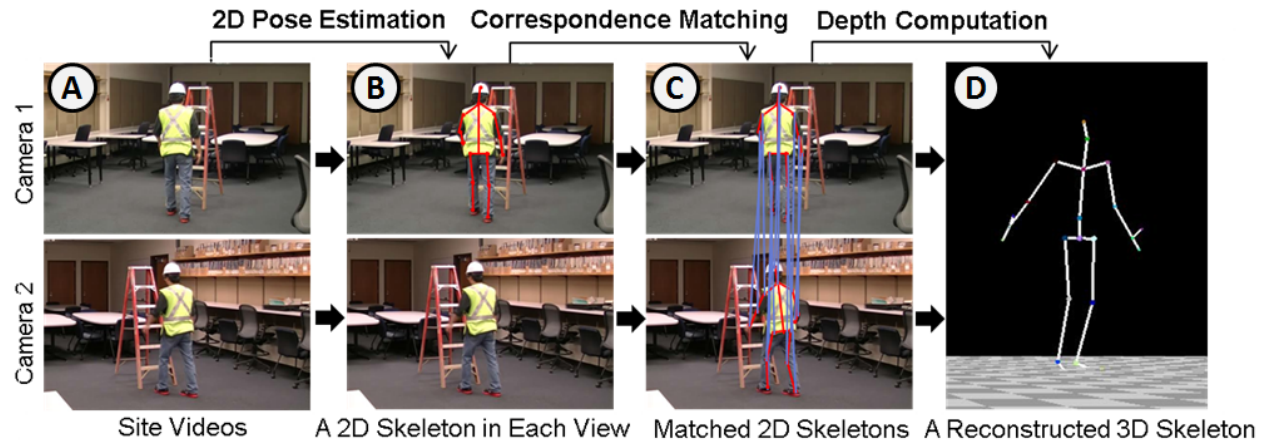 2D Pose Estimation
Correspondence Matching
Depth Computation
A
B
C
D
Camera 1
Camera 2
Site Videos
A 2D Skeleton in Each View
Matched 2D Skeletons
A Reconstructed 3D Skeleton